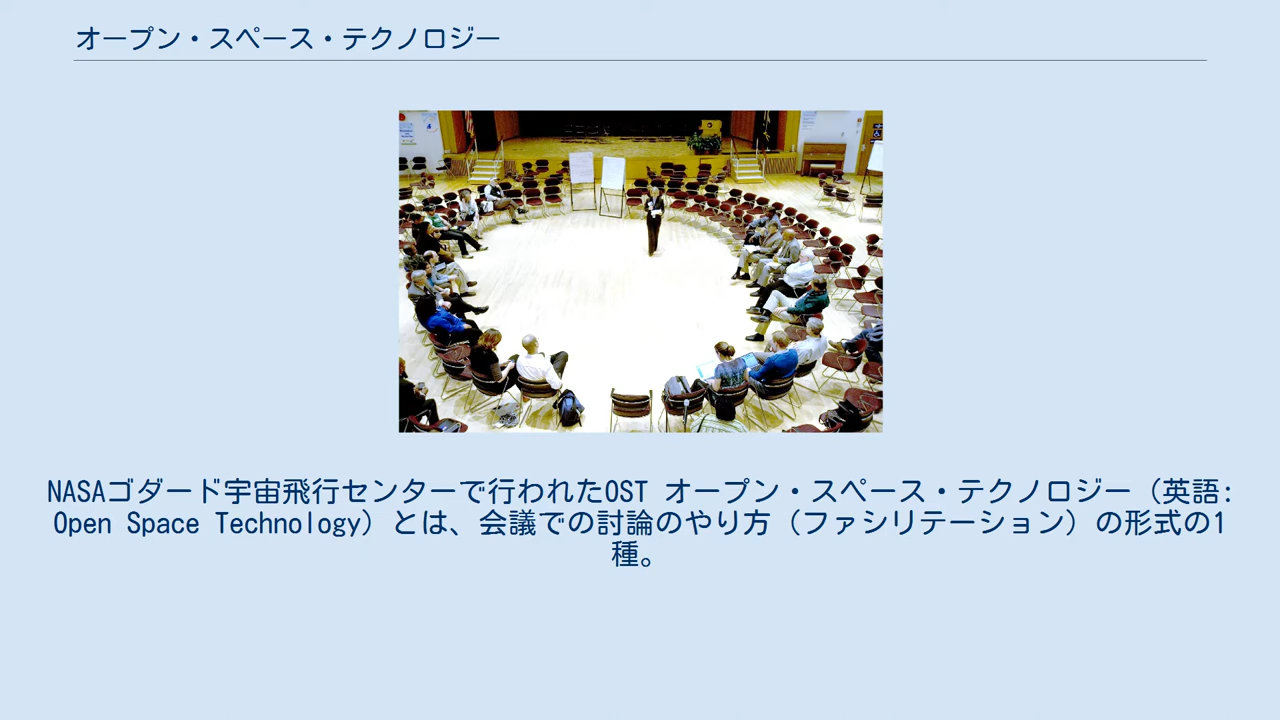 オープン・スペース・テクノロジー
NASAゴダード宇宙飛行センターで行われたOST オープン・スペース・テクノロジー（英語:
Open Space Technology）とは、会議での討論のやり方（ファシリテーション）の形式の1
種。